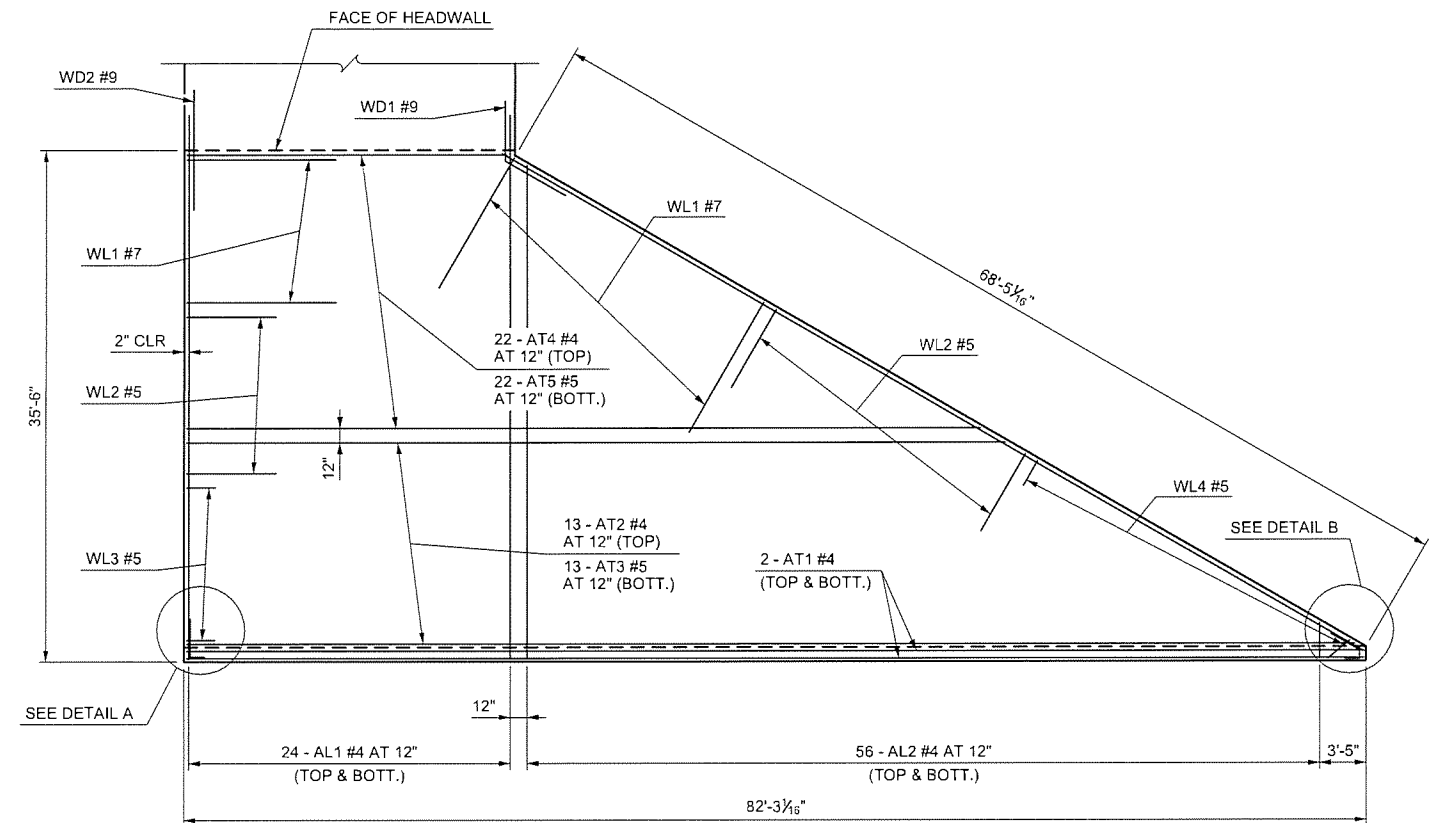 FACE OF HEADWALL
WD2 #9
WD1 #9
WL1 #7
68'-5 1/16"
WL1 #7
2" CLR
22 - AT4 #4
AT 12" (TOP)
22 - AT5 #5
AT 12" (BOTT.)
WL2 #5
WL2 #5
35'-6"
12"
WL4 #5
SEE DETAIL B
13 - AT2 #4
AT 12" (TOP)
13 - AT3 #5
AT 12" (BOTT.)
WL3 #5
2 - AT1 #4
(TOP & BOTT.)
SEE DETAIL A
12"
24 - AL1 #4 AT 12"
(TOP & BOTT.)
56 - AL2 #4 AT 12"
(TOP & BOTT.)
3'-5"
82'-3 1/16"